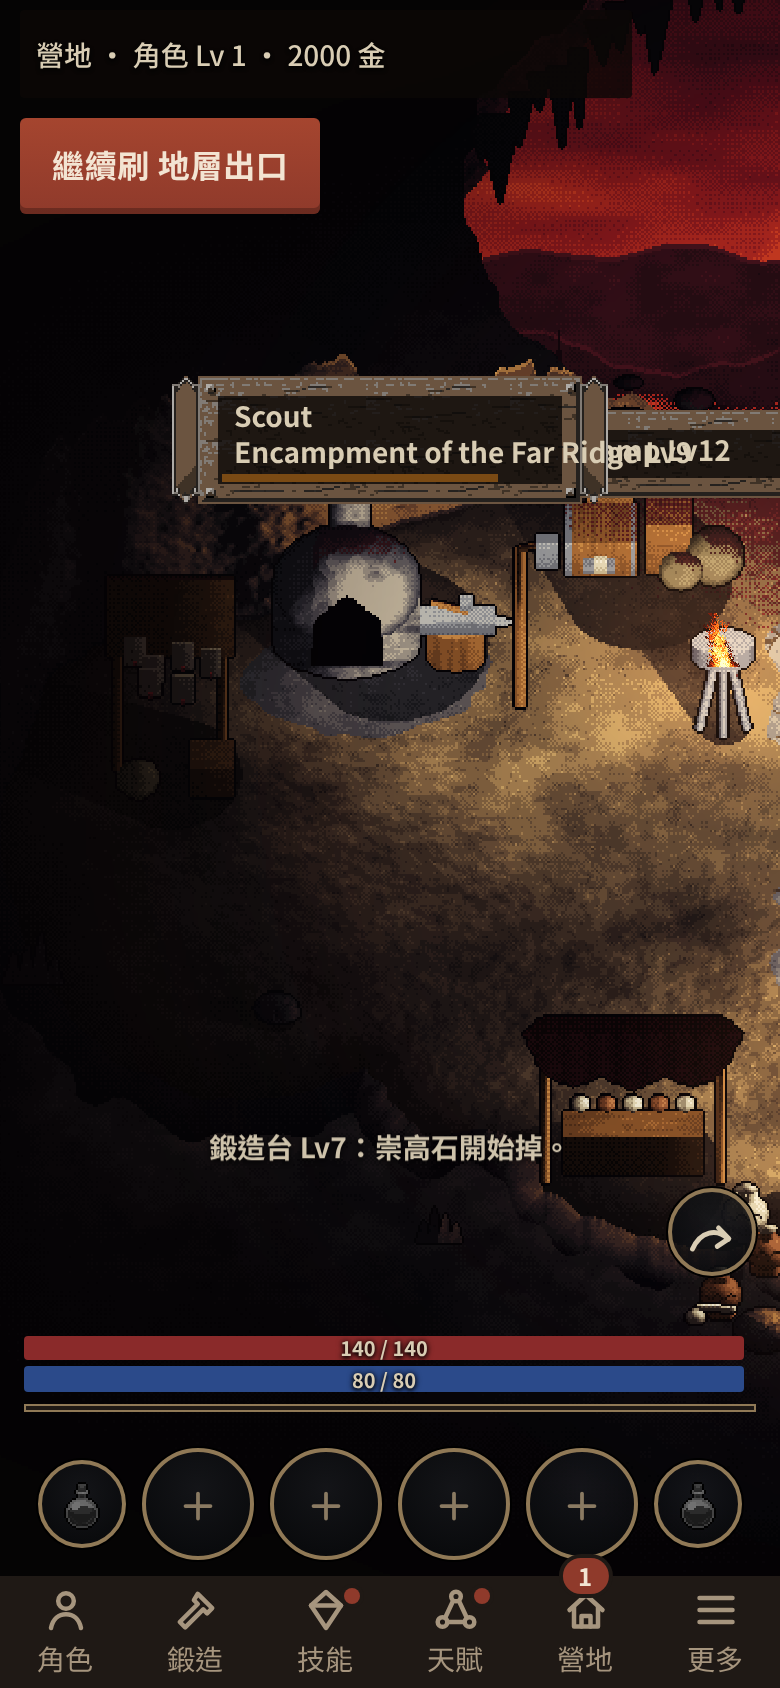 營地 · 角色 Lv 1 · 2000 金
繼續刷 地層出口
Scout
Encampment of the Far Ridge Lv9
Lv12
鍛造台 Lv7：崇高石開始掉。
140 / 140
80 / 80
1
角色
鍛造
技能
天賦
營地
更多